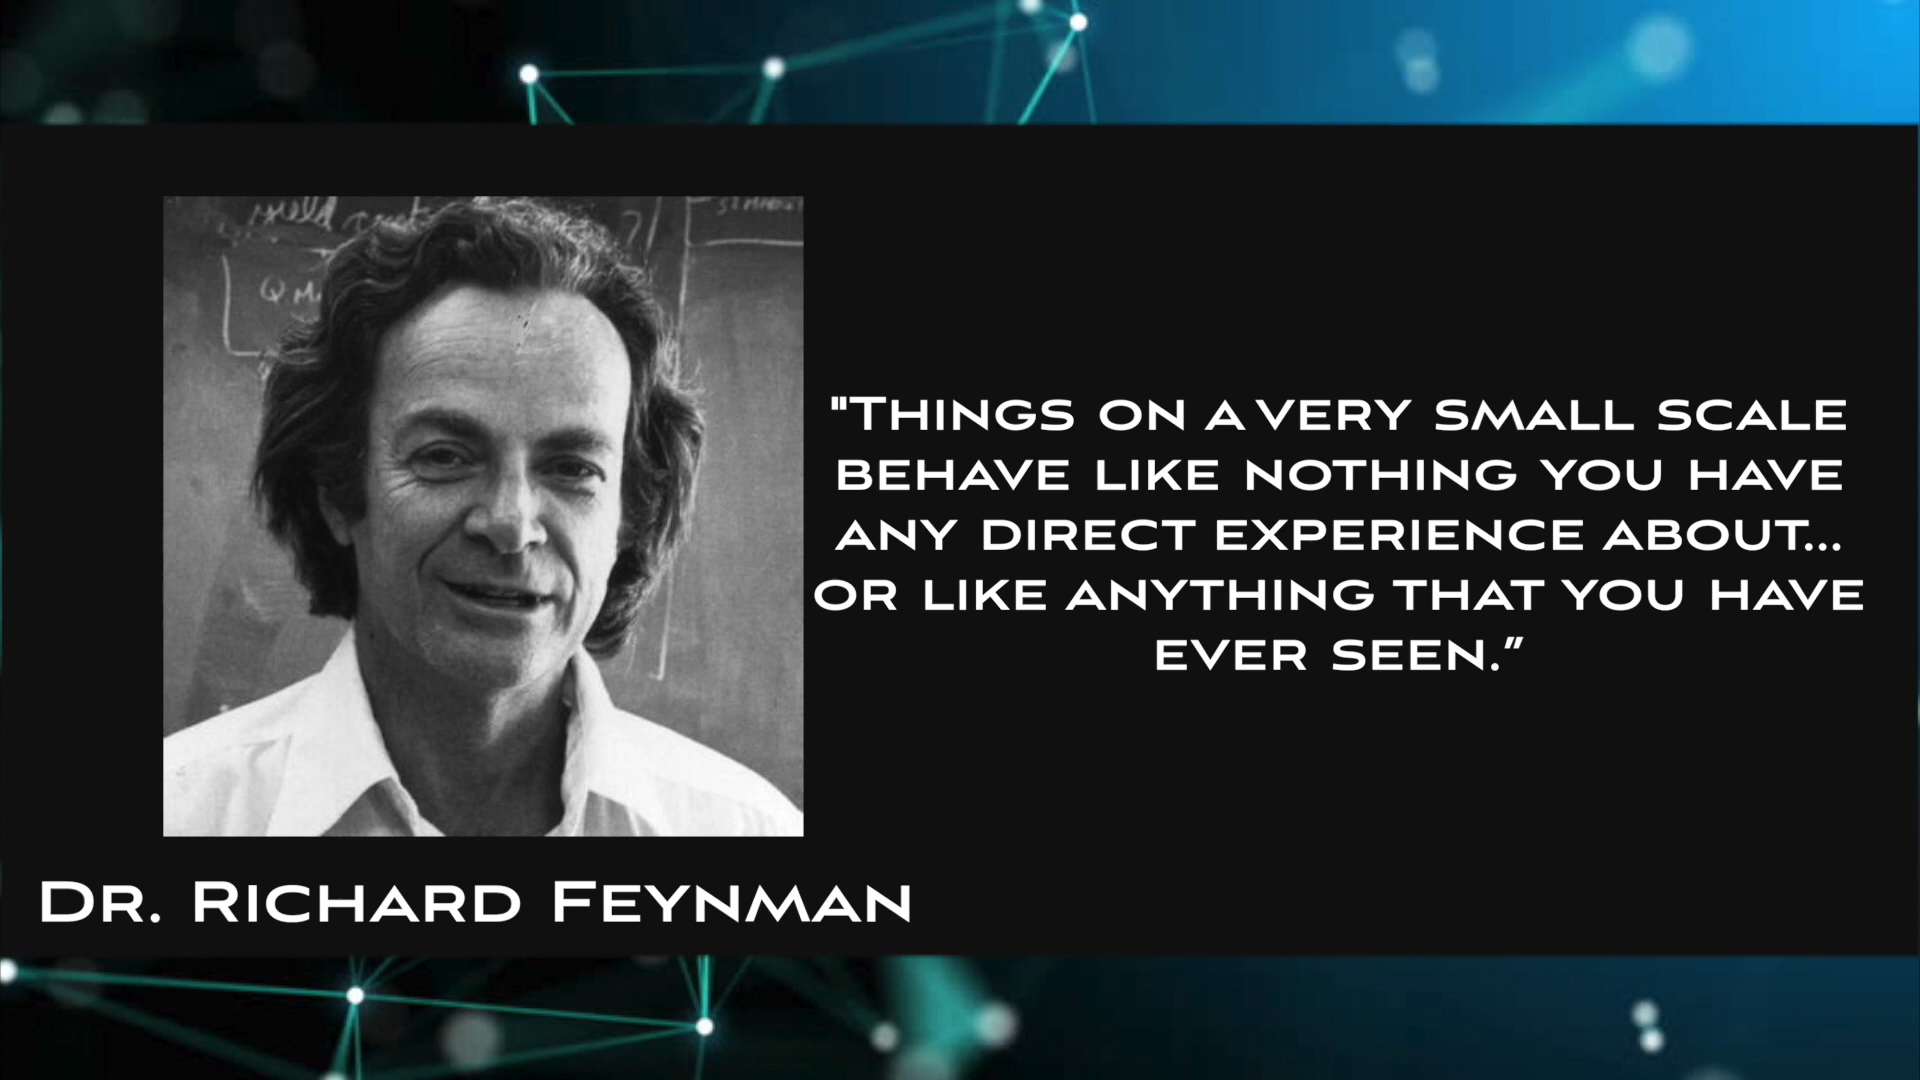 "Things on a very small scale
behave like nothing you have
any direct experience about...
or like anything that you have
ever seen.”
Dr. Richard Feynman
Q.M.